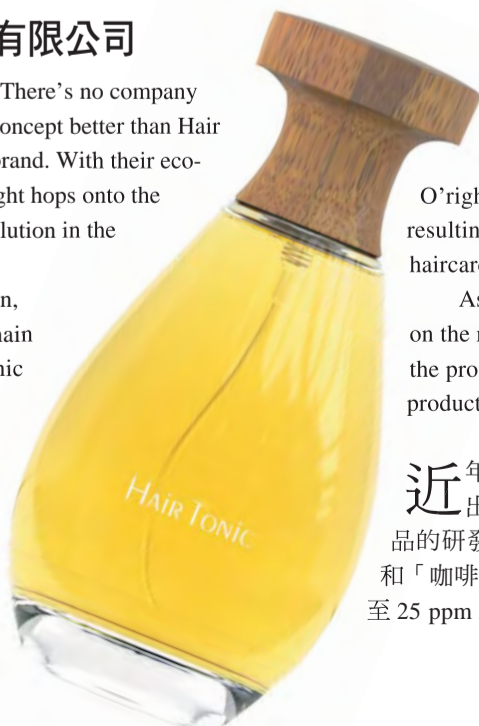 有限公司
There’s no company
oncept better than Hair
rand. With their eco-
ght hops onto the
lution in the
n,
nain
nic
HAIR TONIC
O’righ
resultin
haircare
As
on the r
the pro
product
近年
出
品的研發
和「咖啡
至 25 ppm